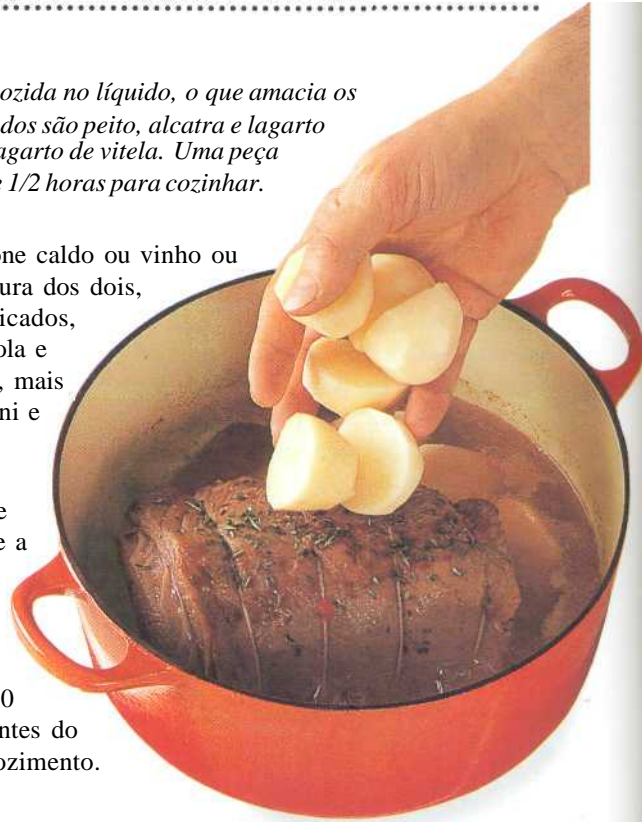 ozida no líquido, o que amacia os
dos são peito, alcatra e lagarto
agarto de vitela. Uma peça
e 1/2 horas para cozinhar.
ne caldo ou vinho ou
ura dos dois,
icados,
ola e
, mais
ni e
e
e a
0
ntes do
ozimento.